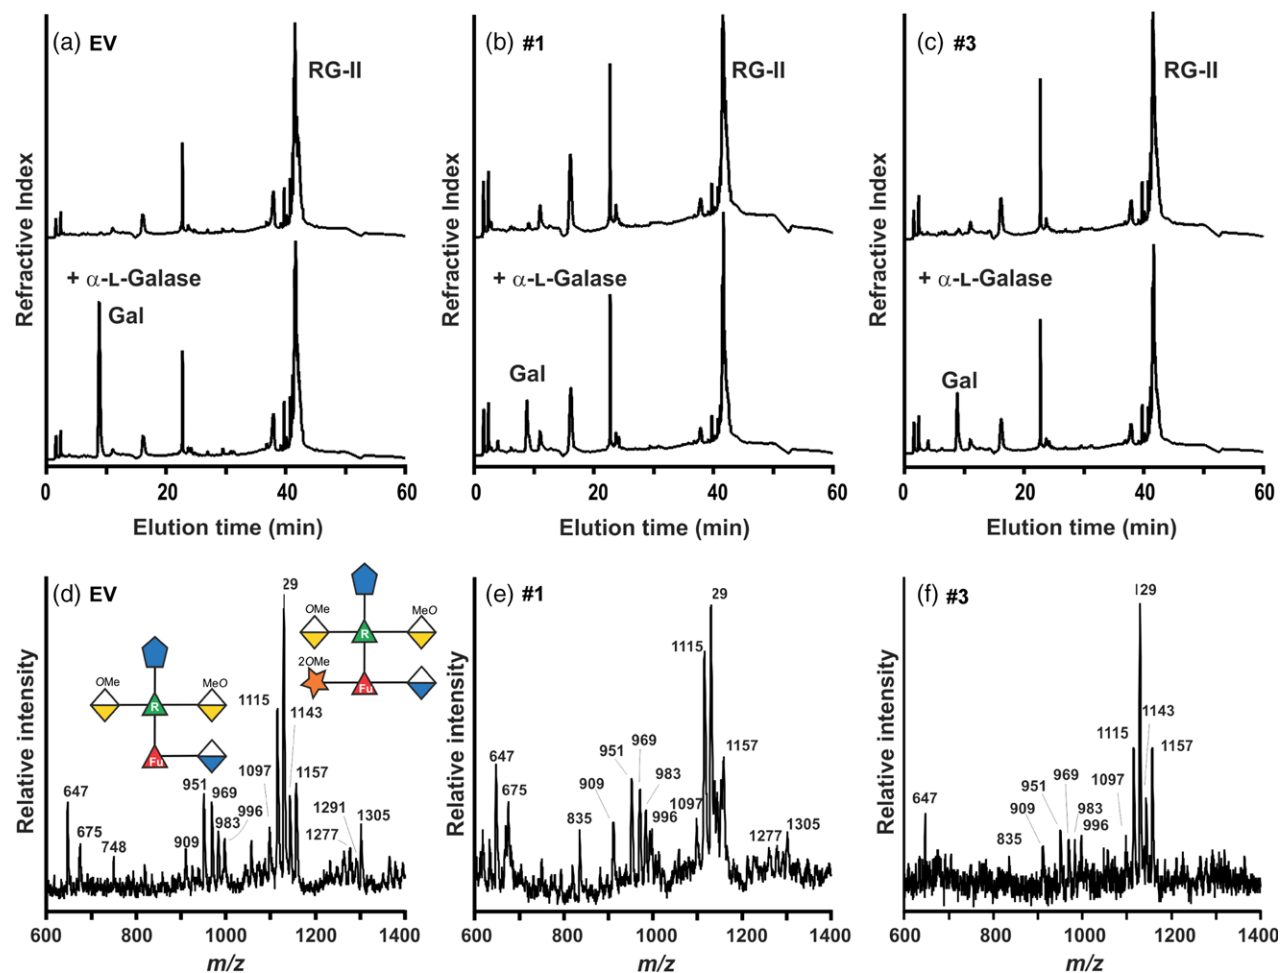 (a) EV
RG-II
Refractive Index
+ α-L-Galase
Gal
0 20 40 60
Elution time (min)
(b) #1
RG-II
Refractive Index
+ α-L-Galase
Gal
0 20 40 60
Elution time (min)
(c) #3
RG-II
Refractive Index
+ α-L-Galase
Gal
0 20 40 60
Elution time (min)
(d) EV
Relative intensity
OMe
MeO
R
Fu
OMe
MeO
R
2OMe
Fu
29
1115
1143
1157
1097
951
969
983
996
909
647
675
748
1291
1305
1277
600 800 1000 1200 1400
m/z
(e) #1
Relative intensity
29
1115
1157
969
951
983
909
1097
996
835
647
675
1277
1305
600 800 1000 1200 1400
m/z
(f) #3
Relative intensity
29
1143
1115
1157
1097
969
951
983
909
996
835
647
600 800 1000 1200 1400
m/z